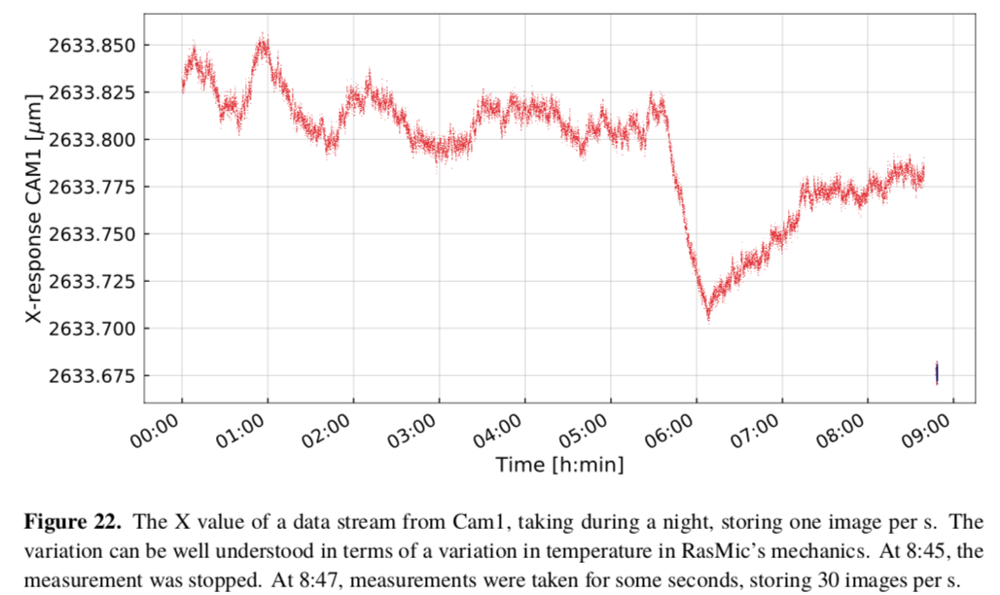 2633.850
2633.825
2633.800
2633.775
2633.750
2633.725
2633.700
2633.675
X-response CAM1 [μm]
00:00 01:00 02:00 03:00 04:00 05:00 06:00 07:00 08:00 09:00
Time [h:min]
Figure 22. The X value of a data stream from Cam1, taking during a night, storing one image per s. The
variation can be well understood in terms of a variation in temperature in RasMic’s mechanics. At 8:45, the
measurement was stopped. At 8:47, measurements were taken for some seconds, storing 30 images per s.